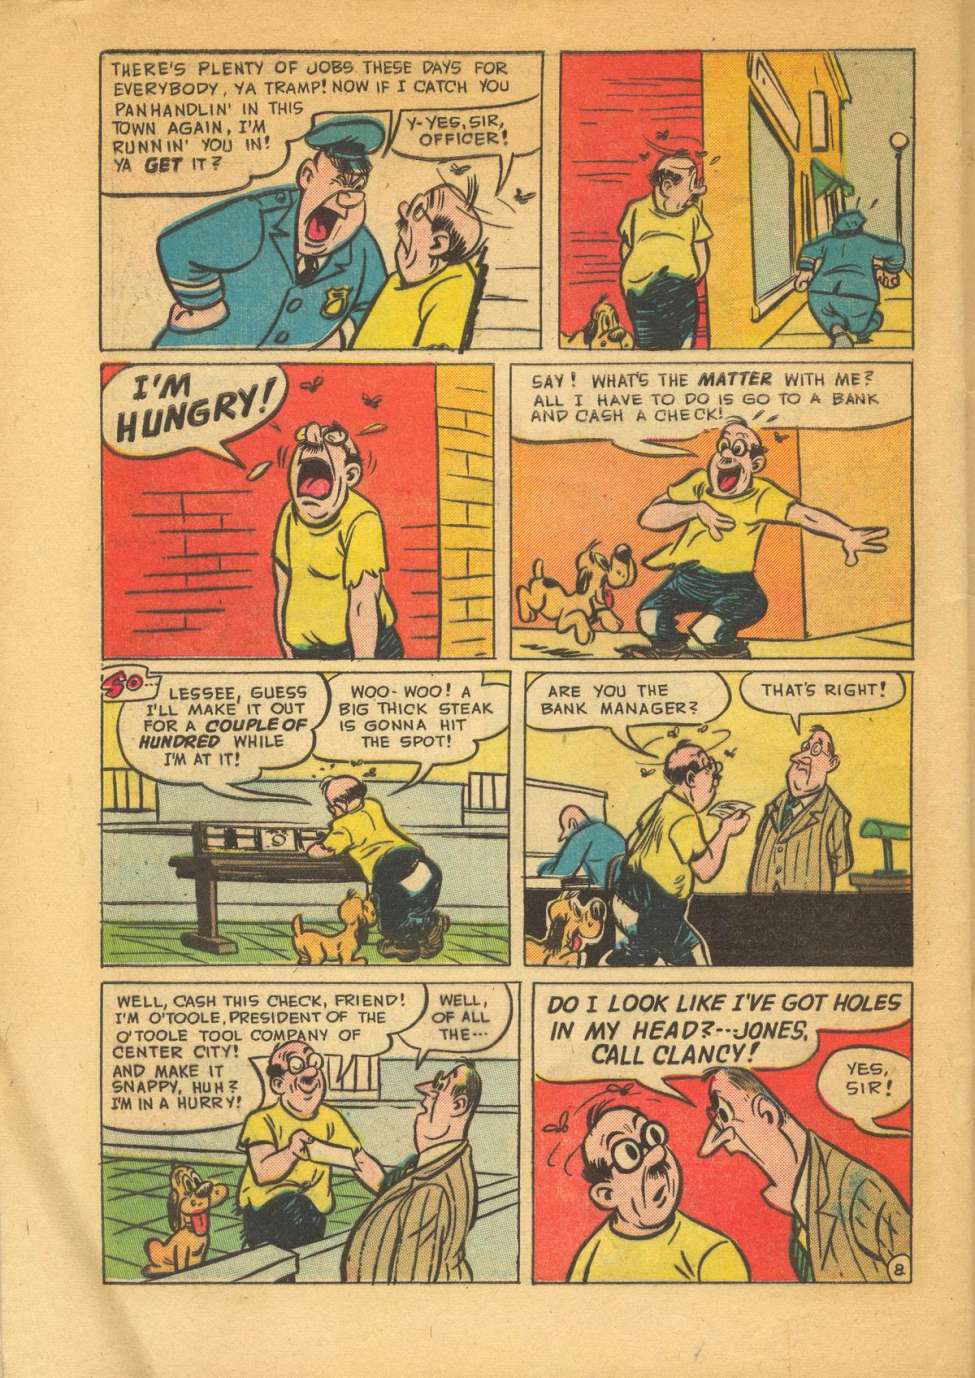 THERE'S PLENTY OF JOBS THESE DAYS FOR
EVERYBODY, YA TRAMP! NOW IF I CATCH YOU
PANHANDLIN' IN THIS
TOWN AGAIN, I'M
RUNNIN' YOU IN!
YA GET IT?
Y-YES, SIR,
OFFICER!
I'M
HUNGRY!
SAY! WHAT'S THE MATTER WITH ME?
ALL I HAVE TO DO IS GO TO A BANK
AND CASH A CHECK!
SO--
LESSEE, GUESS
I'LL MAKE IT OUT
FOR A COUPLE OF
HUNDRED WHILE
I'M AT IT!
WOO-WOO! A
BIG THICK STEAK
IS GONNA HIT
THE SPOT!
ARE YOU THE
BANK MANAGER?
THAT'S RIGHT!
WELL, CASH THIS CHECK, FRIEND!
I'M O'TOOLE, PRESIDENT OF THE
O'TOOLE TOOL COMPANY OF
CENTER CITY!
AND MAKE IT
SNAPPY, HUH?
I'M IN A HURRY!
WELL,
OF ALL
THE---
DO I LOOK LIKE I'VE GOT HOLES
IN MY HEAD?--JONES,
CALL CLANCY!
YES,
SIR!
8